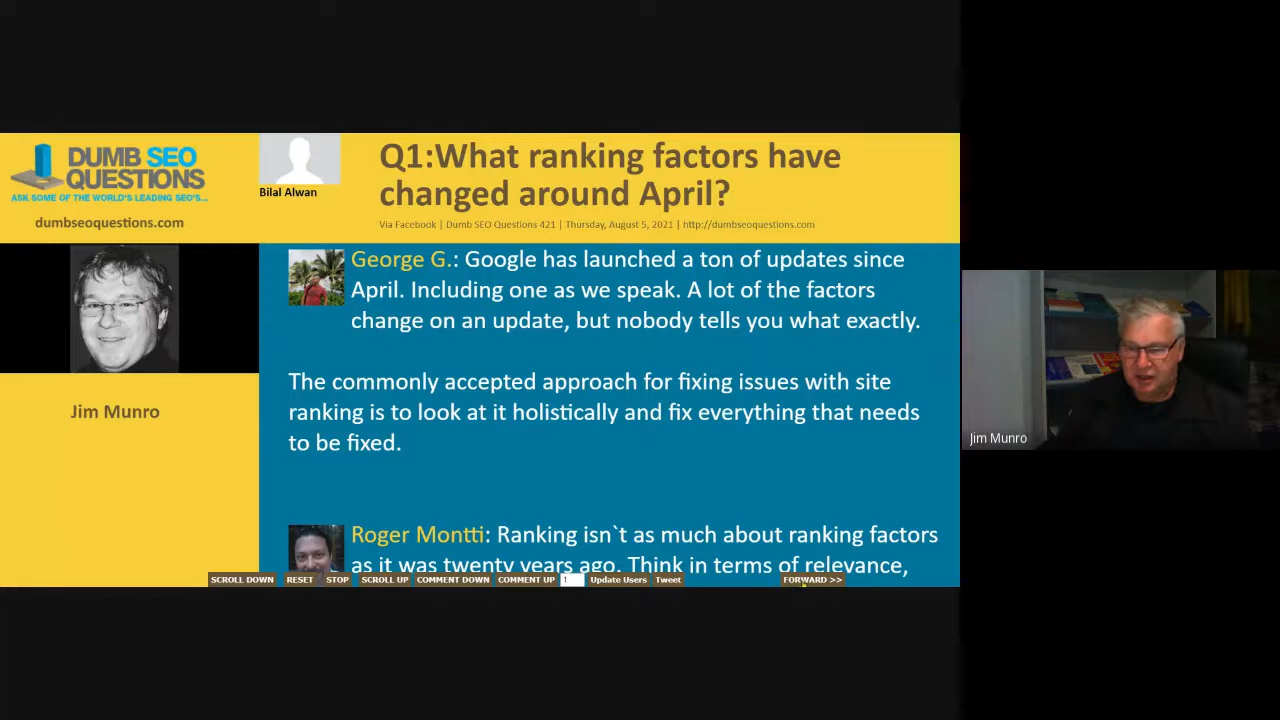 DUMB SEO
QUESTIONS
ASK SOME OF THE WORLD'S LEADING SEO'S...
dumbseoquestions.com
Bilal Alwan
Q1:What ranking factors have
changed around April?
Via Facebook | Dumb SEO Questions 421 | Thursday, August 5, 2021 | http://dumbseoquestions.com
Jim Munro
George G.: Google has launched a ton of updates since
April. Including one as we speak. A lot of the factors
change on an update, but nobody tells you what exactly.
The commonly accepted approach for fixing issues with site
ranking is to look at it holistically and fix everything that needs
to be fixed.
Roger Montti: Ranking isn`t as much about ranking factors
as it was twenty years ago. Think in terms of relevance,
SCROLL DOWN RESET STOP SCROLL UP COMMENT DOWN COMMENT UP 1 Update Users Tweet FORWARD >>
Jim Munro